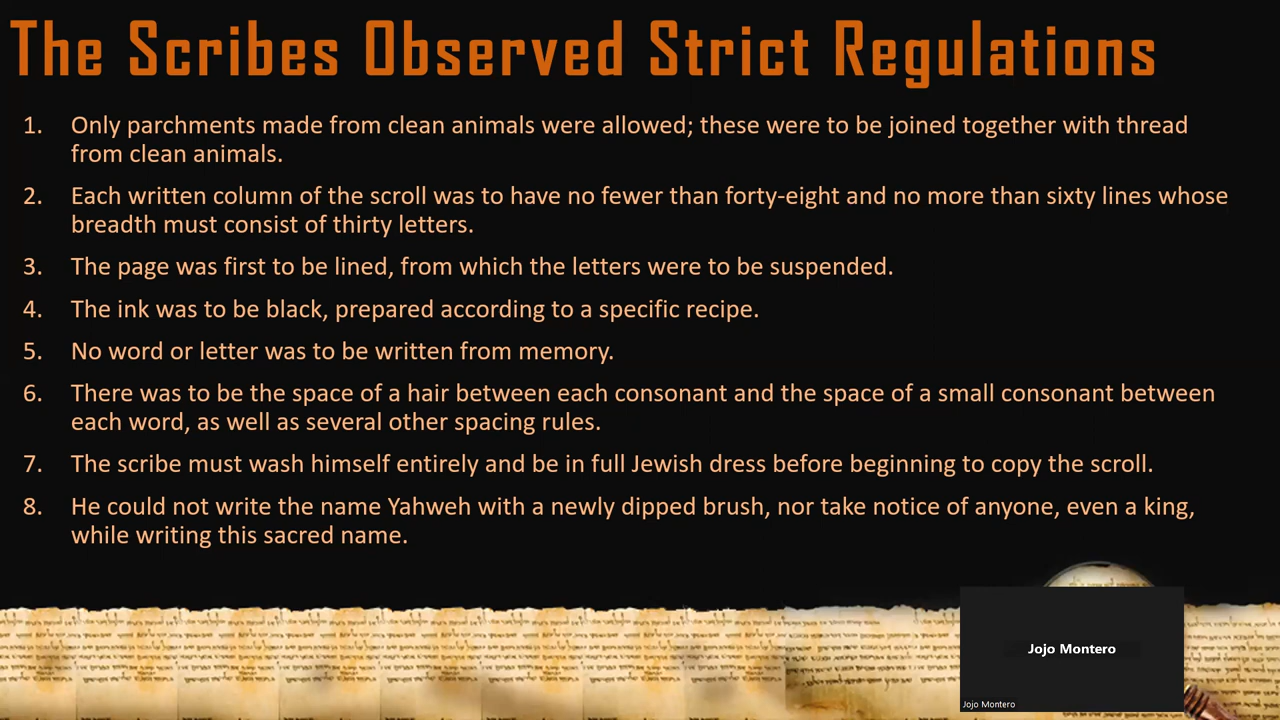 The Scribes Observed Strict Regulations
1. Only parchments made from clean animals were allowed; these were to be joined together with thread
from clean animals.
2. Each written column of the scroll was to have no fewer than forty-eight and no more than sixty lines whose
breadth must consist of thirty letters.
3. The page was first to be lined, from which the letters were to be suspended.
4. The ink was to be black, prepared according to a specific recipe.
5. No word or letter was to be written from memory.
6. There was to be the space of a hair between each consonant and the space of a small consonant between
each word, as well as several other spacing rules.
7. The scribe must wash himself entirely and be in full Jewish dress before beginning to copy the scroll.
8. He could not write the name Yahweh with a newly dipped brush, nor take notice of anyone, even a king,
while writing this sacred name.
Jojo Montero
Jojo Montero